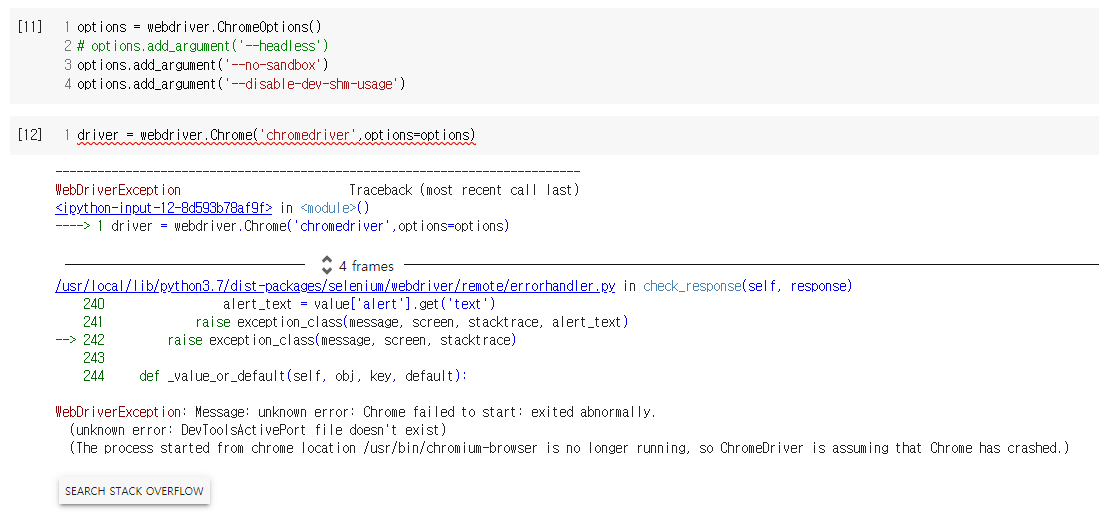 [11] 1 options = webdriver.ChromeOptions()
2 # options.add_argument('--headless')
3 options.add_argument('--no-sandbox')
4 options.add_argument('--disable-dev-shm-usage')
[12] 1 driver = webdriver.Chrome('chromedriver',options=options)
---------------------------------------------------------------------------
WebDriverException                        Traceback (most recent call last)
<ipython-input-12-8d593b78af9f> in <module>()
----> 1 driver = webdriver.Chrome('chromedriver',options=options)
4 frames
/usr/local/lib/python3.7/dist-packages/selenium/webdriver/remote/errorhandler.py in check_response(self, response)
    240                 alert_text = value['alert'].get('text')
    241             raise exception_class(message, screen, stacktrace, alert_text)
--> 242         raise exception_class(message, screen, stacktrace)
    243
    244     def _value_or_default(self, obj, key, default):
WebDriverException: Message: unknown error: Chrome failed to start: exited abnormally.
  (unknown error: DevToolsActivePort file doesn't exist)
  (The process started from chrome location /usr/bin/chromium-browser is no longer running, so ChromeDriver is assuming that Chrome has crashed.)
SEARCH STACK OVERFLOW